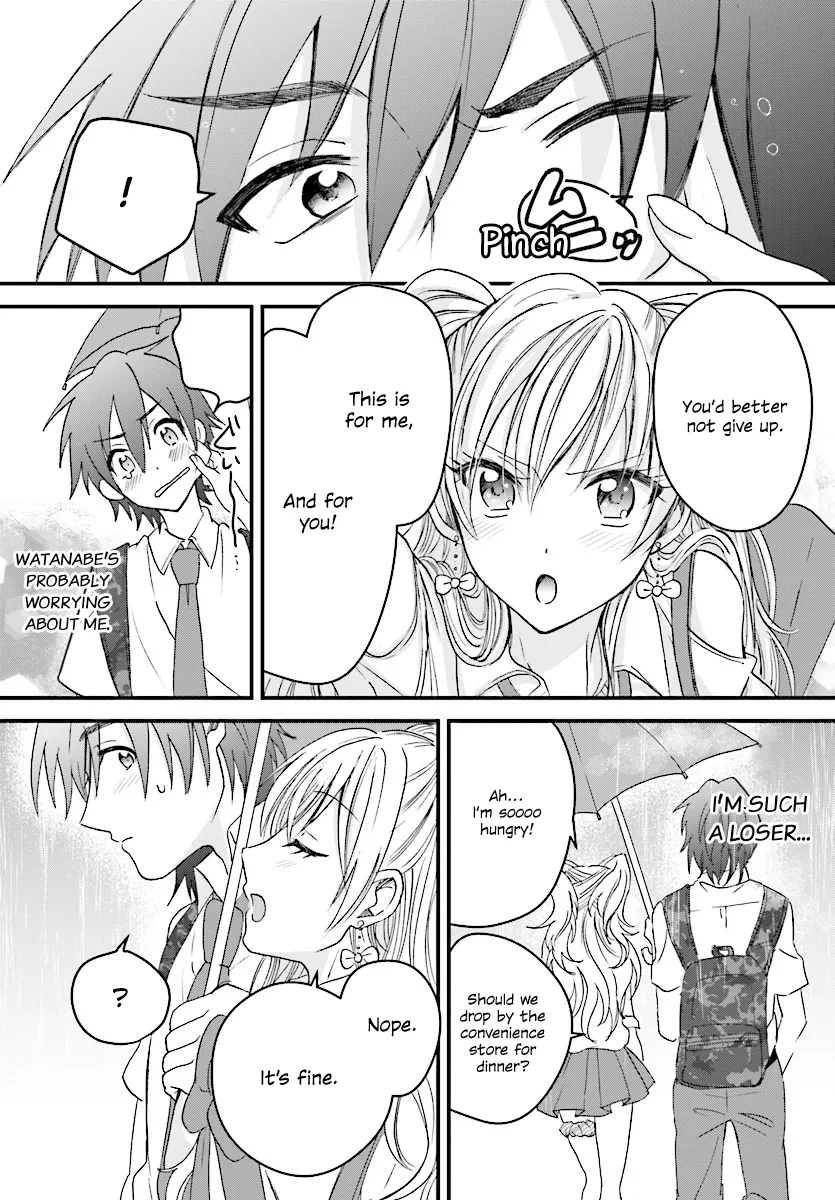 !
ムニッ
Pinch
You'd better
not give up.
This is
for me,
And for
you!
WATANABE'S
PROBABLY
WORRYING
ABOUT ME.
I'M SUCH
A LOSER...
Ah...
I'm soooo
hungry!
Should we
drop by the
convenience
store for
dinner?
Nope.
It's fine.
?